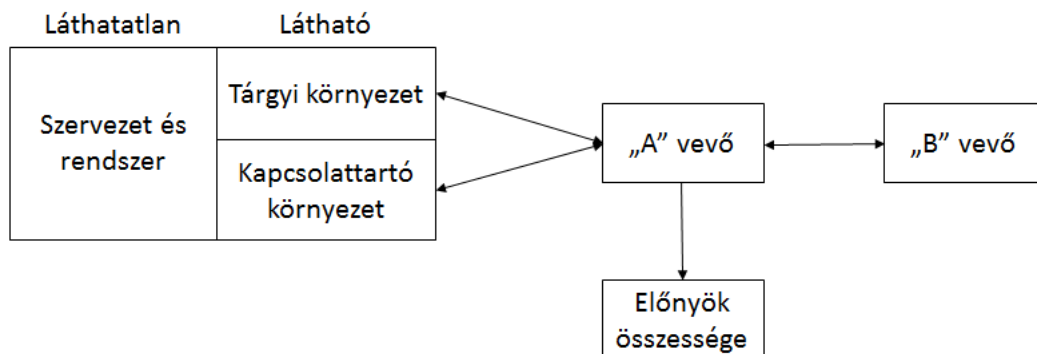 Láthatatlan
Látható
Szervezet és
rendszer
Tárgyi környezet
Kapcsolattartó
környezet
„A” vevő
„B” vevő
Előnyök
összessége